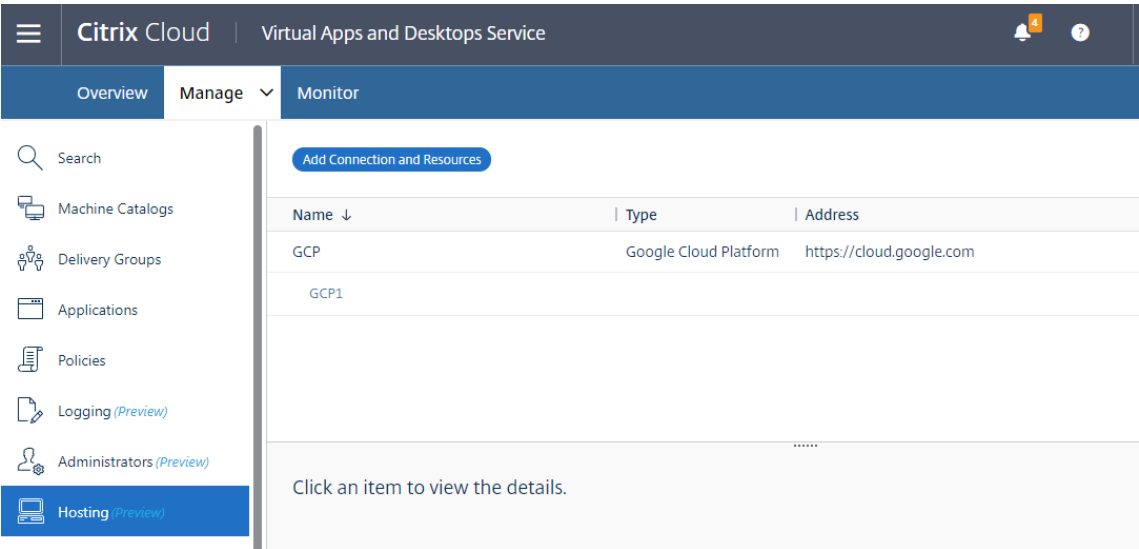 Citrix Cloud | Virtual Apps and Desktops Service 4 ?
Overview Manage Monitor
Search
Machine Catalogs
Delivery Groups
Applications
Policies
Logging (Preview)
Administrators (Preview)
Hosting (Preview)
Add Connection and Resources
Name ↓ Type Address
GCP Google Cloud Platform https://cloud.google.com
GCP1
Click an item to view the details.